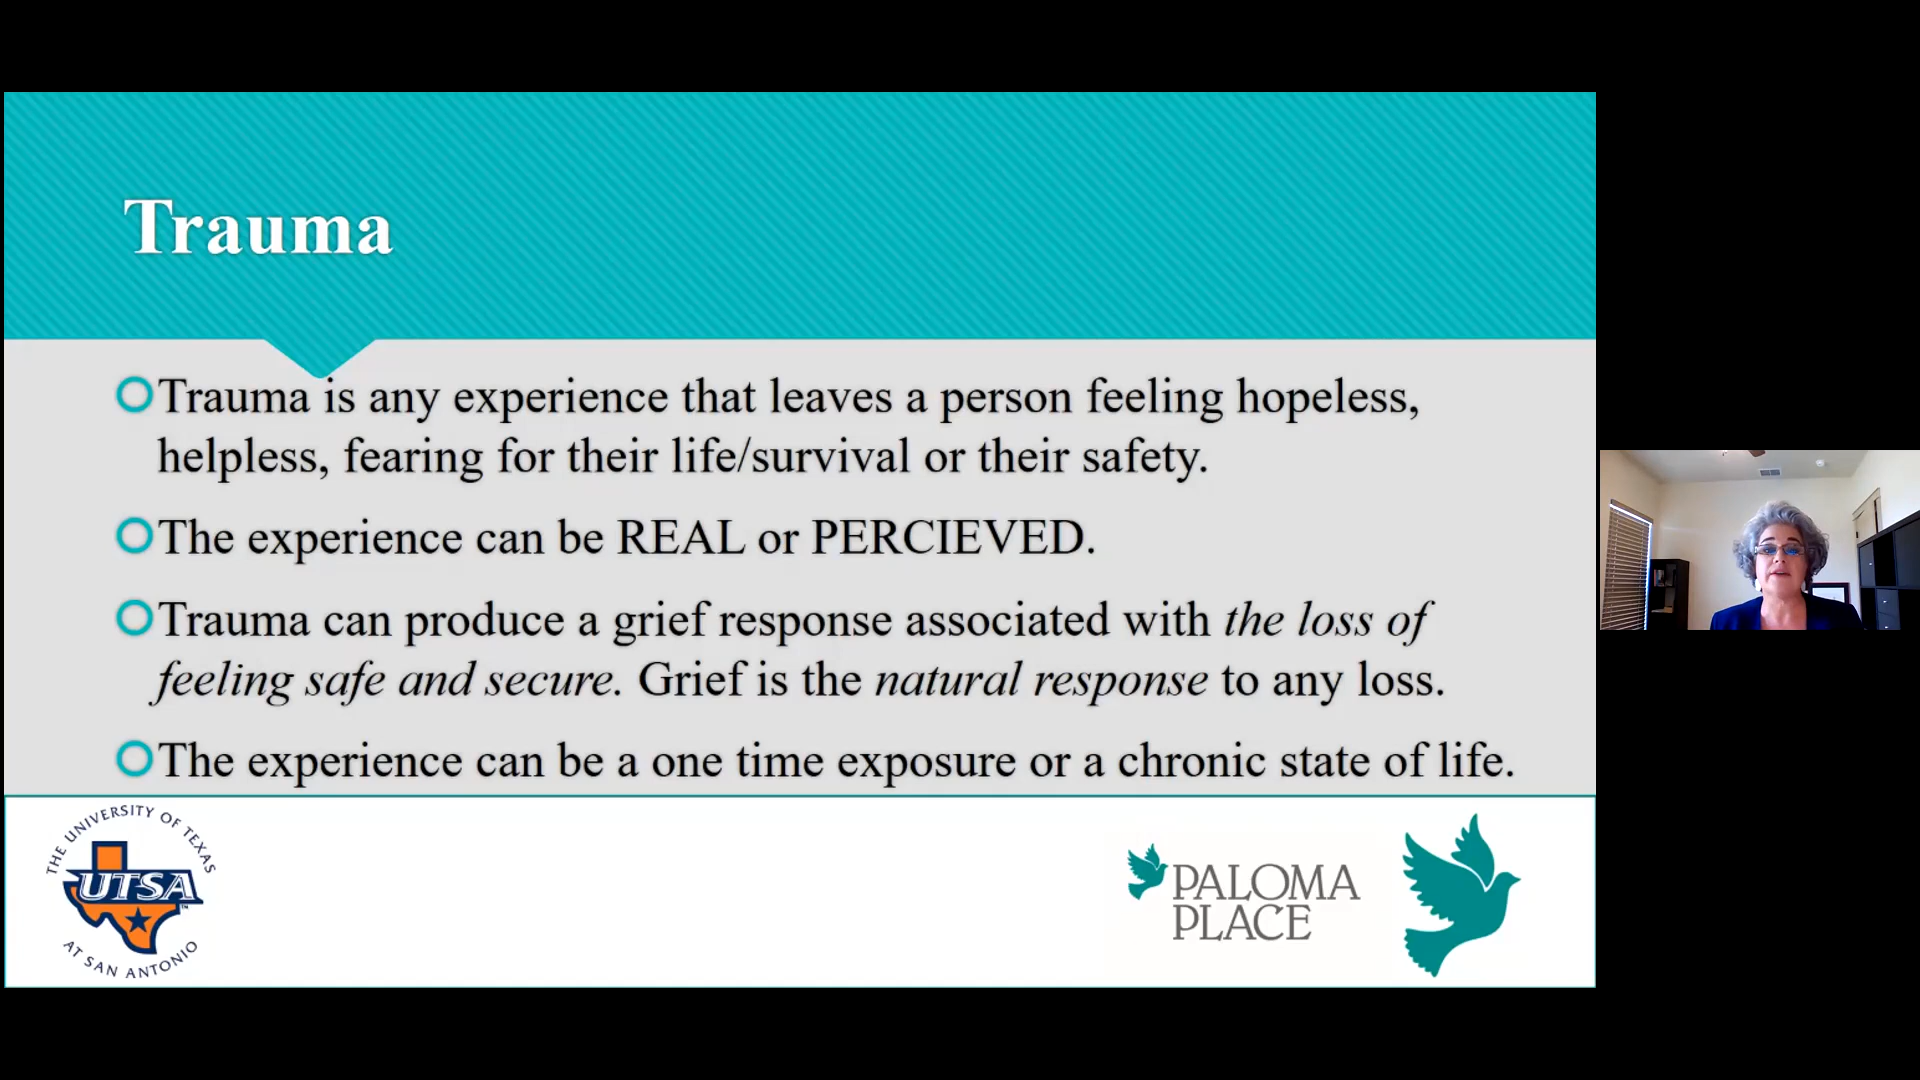 Trauma
Trauma is any experience that leaves a person feeling hopeless,
helpless, fearing for their life/survival or their safety.
The experience can be REAL or PERCIEVED.
Trauma can produce a grief response associated with the loss of
feeling safe and secure. Grief is the natural response to any loss.
The experience can be a one time exposure or a chronic state of life.
THE UNIVERSITY OF TEXAS
UTSA
AT SAN ANTONIO
PALOMA
PLACE